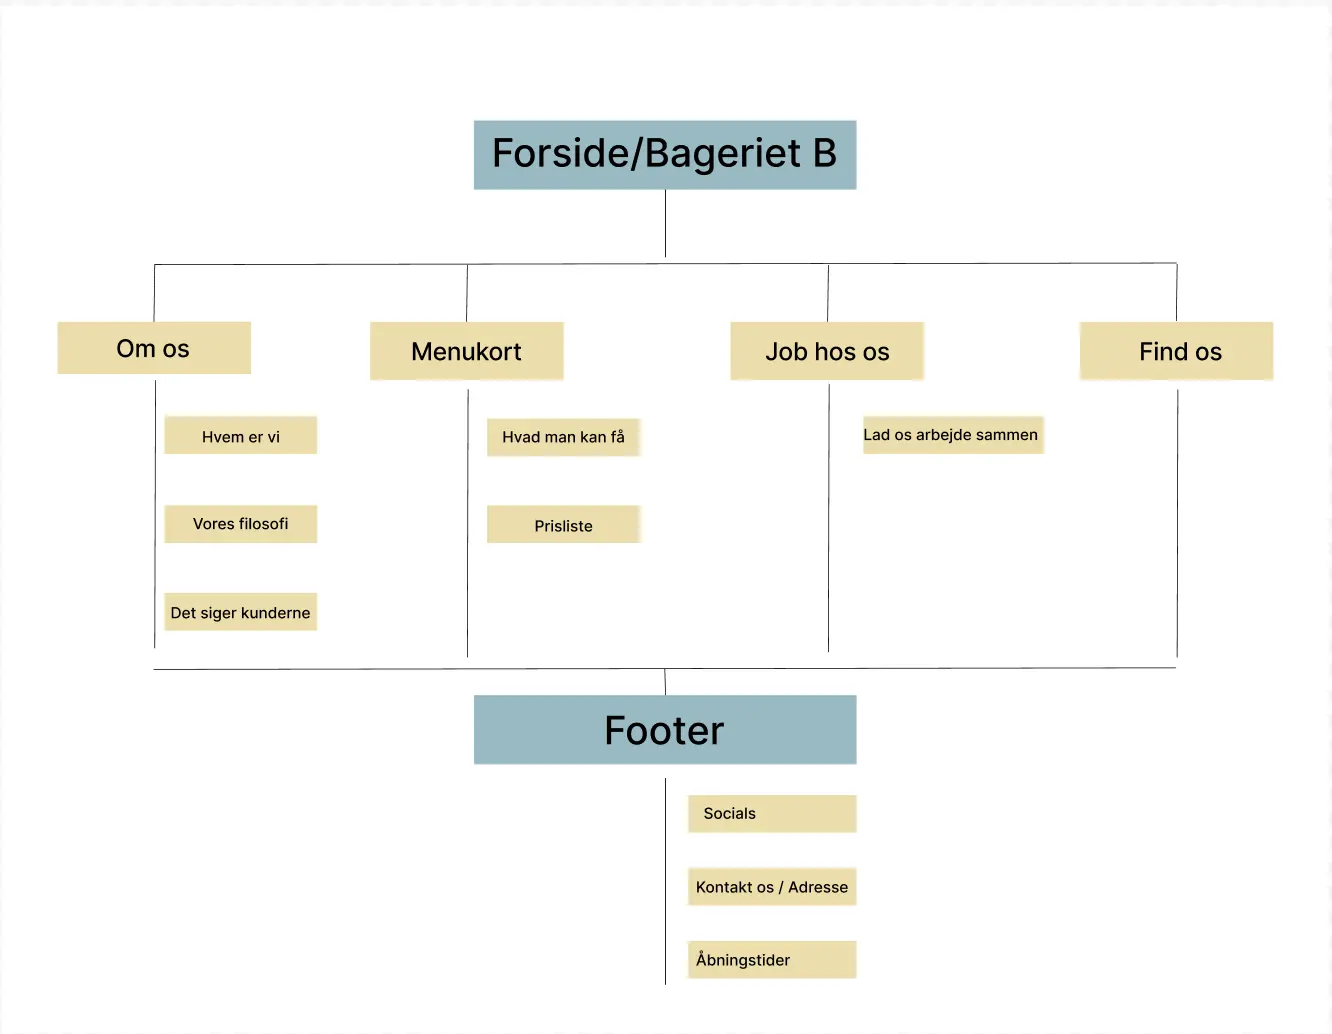 Forside/Bageriet B
Om os
Menukort
Job hos os
Find os
Hvem er vi
Hvad man kan få
Lad os arbejde sammen
Vores filosofi
Prisliste
Det siger kunderne
Footer
Socials
Kontakt os / Adresse
Åbningstider